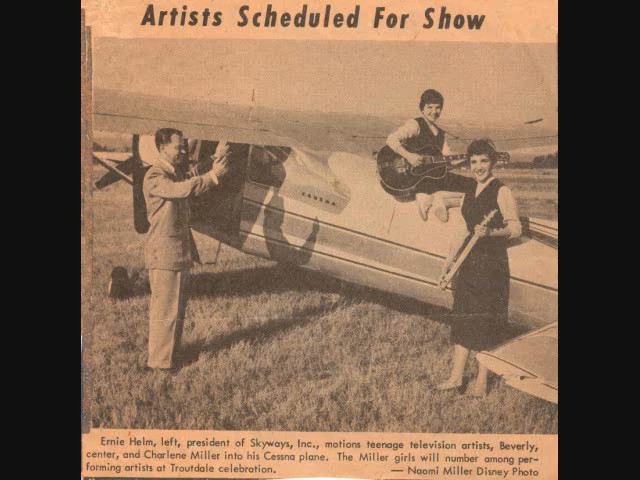 Artists Scheduled For Show
CESSNA
Ernie Helm, left, president of Skyways, Inc., motions teenage television artists, Beverly,
center, and Charlene Miller into his Cessna plane. The Miller girls will number among per-
forming artists at Troutdale celebration. — Naomi Miller Disney Photo